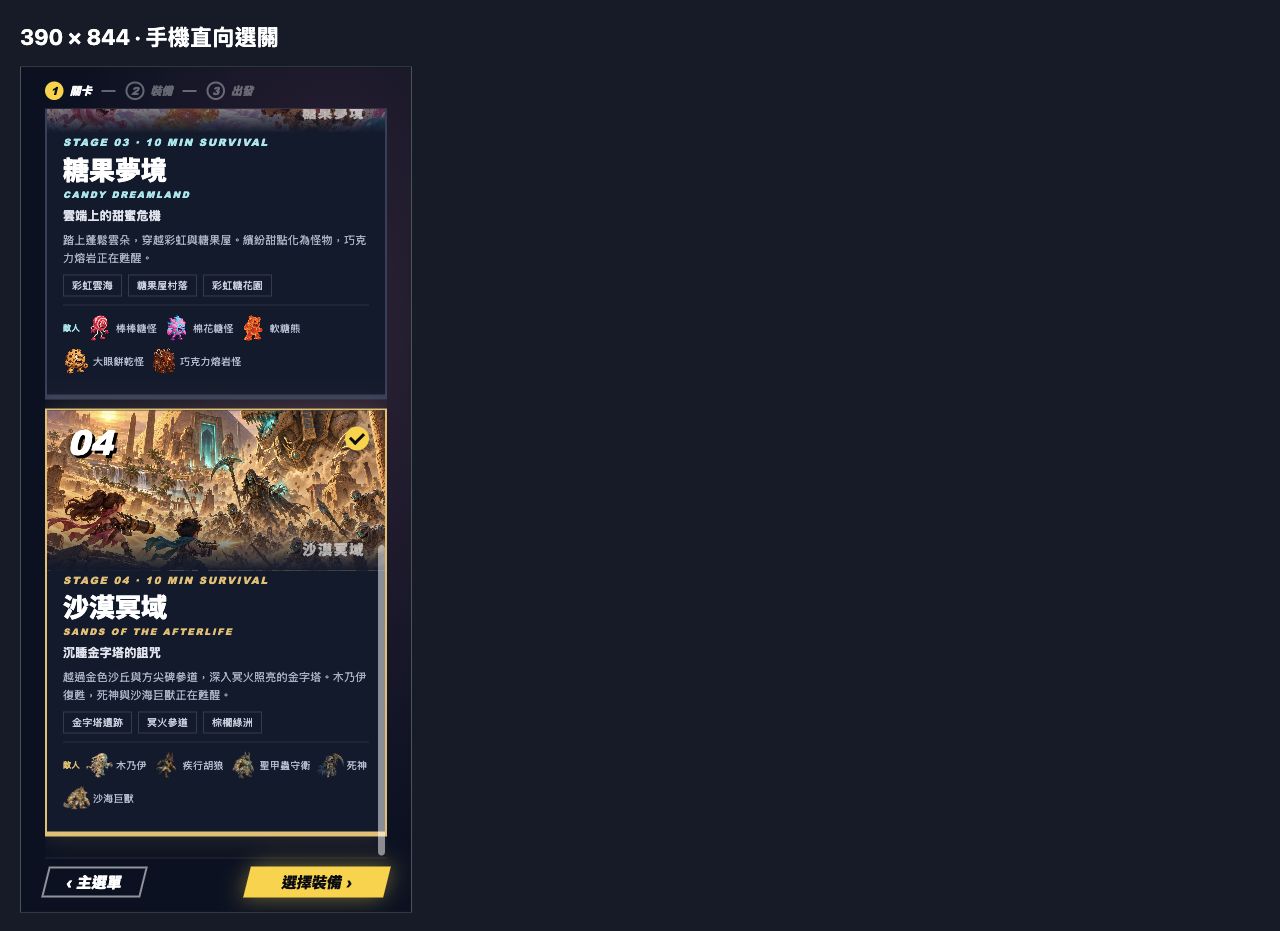 390 × 844 · 手機直向選關
1 關卡 — 2 裝備 — 3 出發
糖果夢境
STAGE 03 · 10 MIN SURVIVAL
糖果夢境
CANDY DREAMLAND
雲端上的甜蜜危機
踏上蓬鬆雲朵，穿越彩虹與糖果屋。繽紛甜點化為怪物，巧克
力熔岩正在甦醒。
彩虹雲海 糖果屋村落 彩虹糖花園
敵人 棒棒糖怪 棉花糖怪 軟糖熊
大眼餅乾怪 巧克力熔岩怪
04
沙漠冥域
STAGE 04 · 10 MIN SURVIVAL
沙漠冥域
SANDS OF THE AFTERLIFE
沉睡金字塔的詛咒
越過金色沙丘與方尖碑參道，深入冥火照亮的金字塔。木乃伊
復甦，死神與沙海巨獸正在甦醒。
金字塔遺跡 冥火參道 棕櫚綠洲
敵人 木乃伊 疾行胡狼 聖甲蟲守衛 死神
沙海巨獸
‹ 主選單 選擇裝備 ›